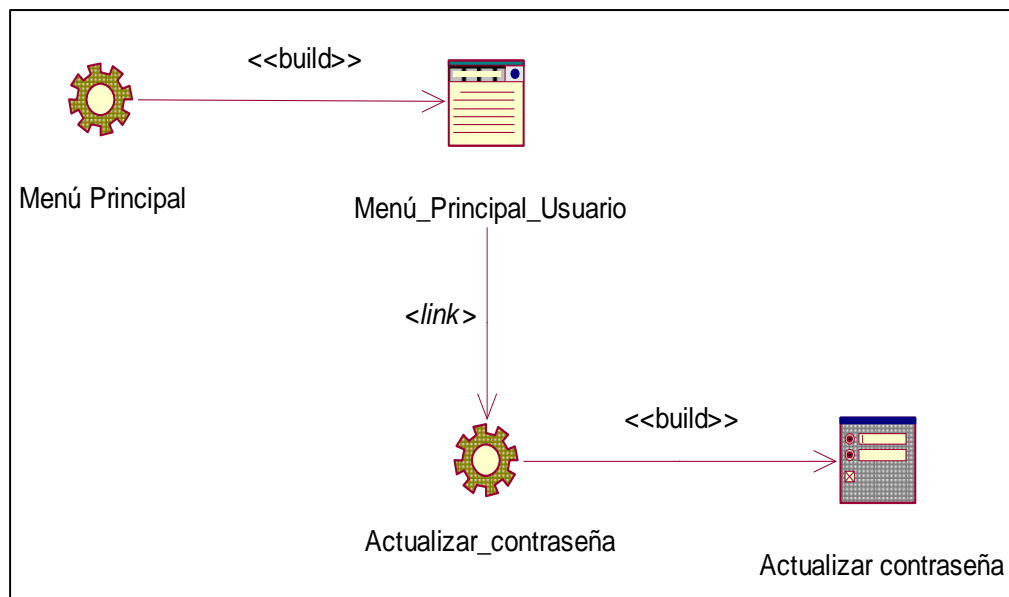 <<build>>
Menú Principal
Menú_Principal_Usuario
<link>
<<build>>
Actualizar_contraseña
Actualizar contraseña